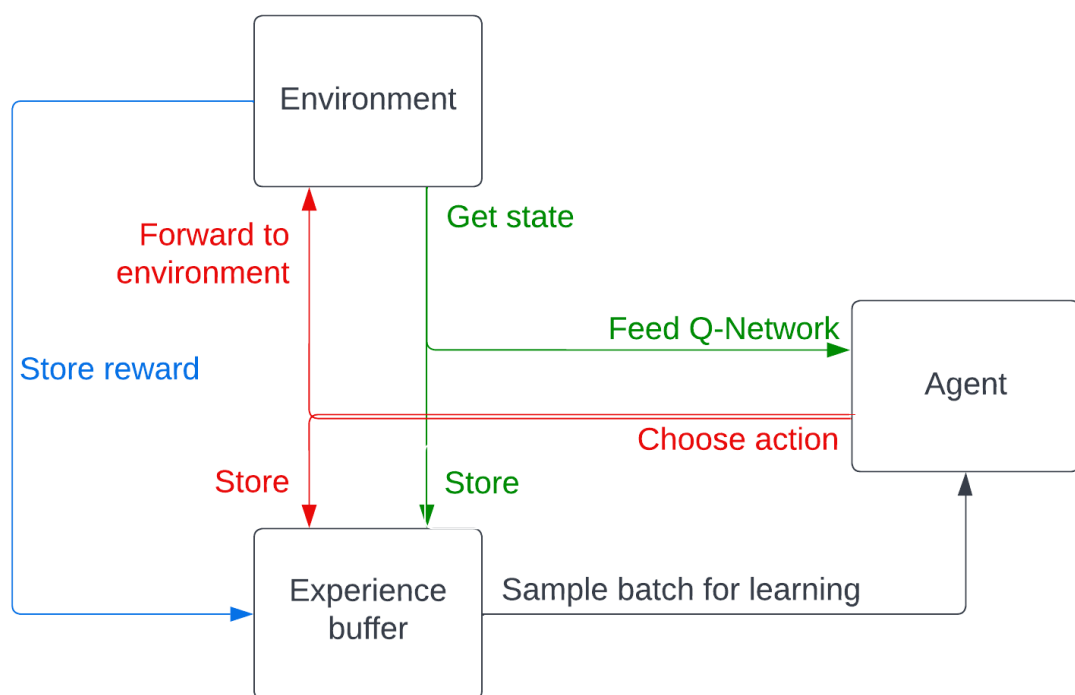 Environment
Get state
Forward to
environment
Feed Q-Network
Store reward
Agent
Choose action
Store
Store
Experience
buffer
Sample batch for learning